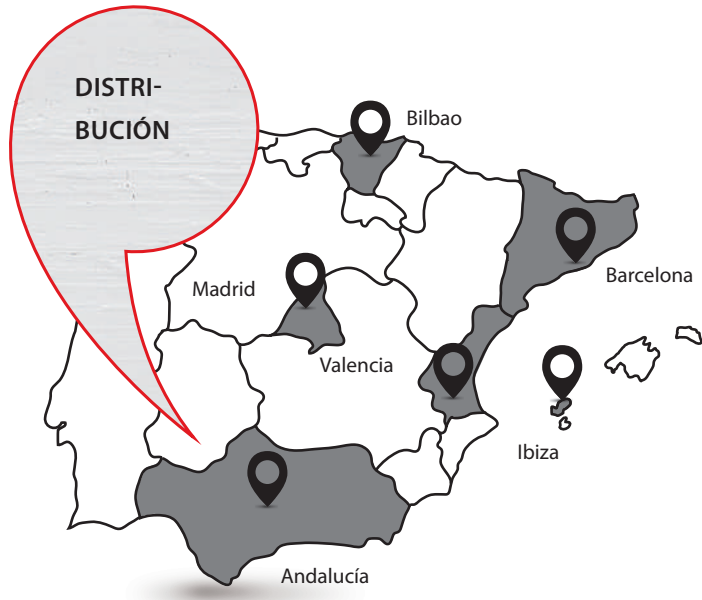 DISTRI-
BUCIÓN
Bilbao
Barcelona
Madrid
Valencia
Ibiza
Andalucía